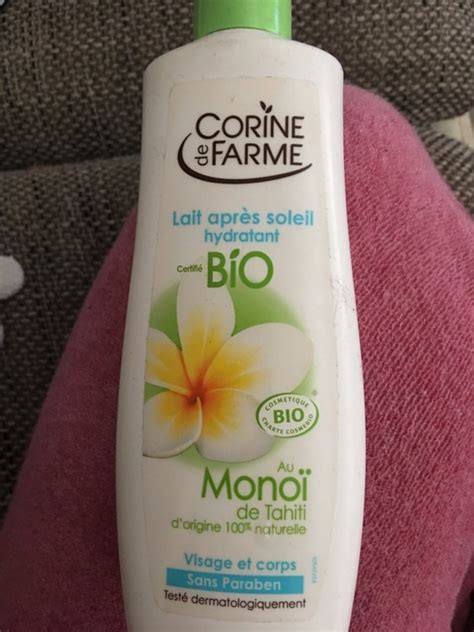 CORINE
de FARME
Lait après soleil
hydratant
Certifié BIO
COSMETIQUE
BIO
CHARTE COSMEBIO
Au
Monoï
de Tahiti
d'origine 100% naturelle
Visage et corps
Sans Paraben
Testé dermatologiquement